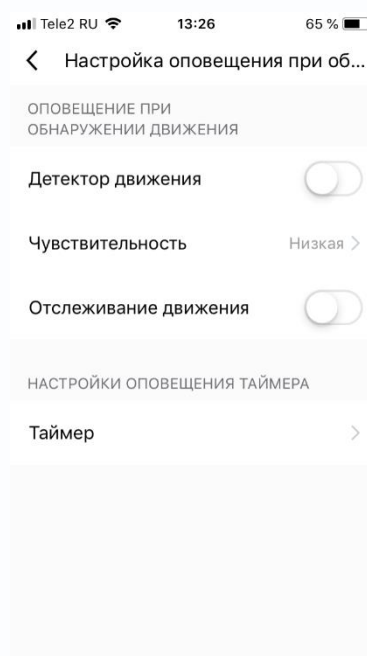 Tele2 RU 13:26 65 %
Настройка оповещения при об...
ОПОВЕЩЕНИЕ ПРИ
ОБНАРУЖЕНИИ ДВИЖЕНИЯ
Детектор движения
Чувствительность Низкая
Отслеживание движения
НАСТРОЙКИ ОПОВЕЩЕНИЯ ТАЙМЕРА
Таймер